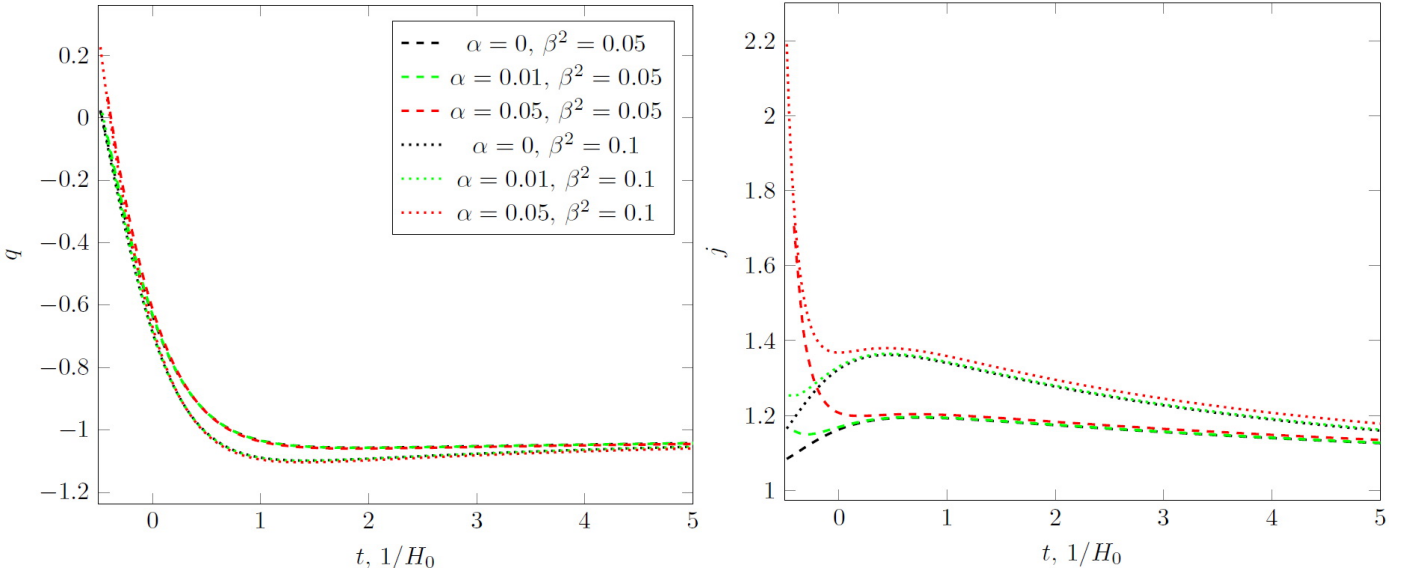 0.2
0
−0.2
−0.4
−0.6
−0.8
−1
−1.2
q
0 1 2 3 4 5
t, 1/H₀
α = 0, β² = 0.05
α = 0.01, β² = 0.05
α = 0.05, β² = 0.05
α = 0, β² = 0.1
α = 0.01, β² = 0.1
α = 0.05, β² = 0.1
2.2
2
1.8
1.6
1.4
1.2
1
j
0 1 2 3 4 5
t, 1/H₀